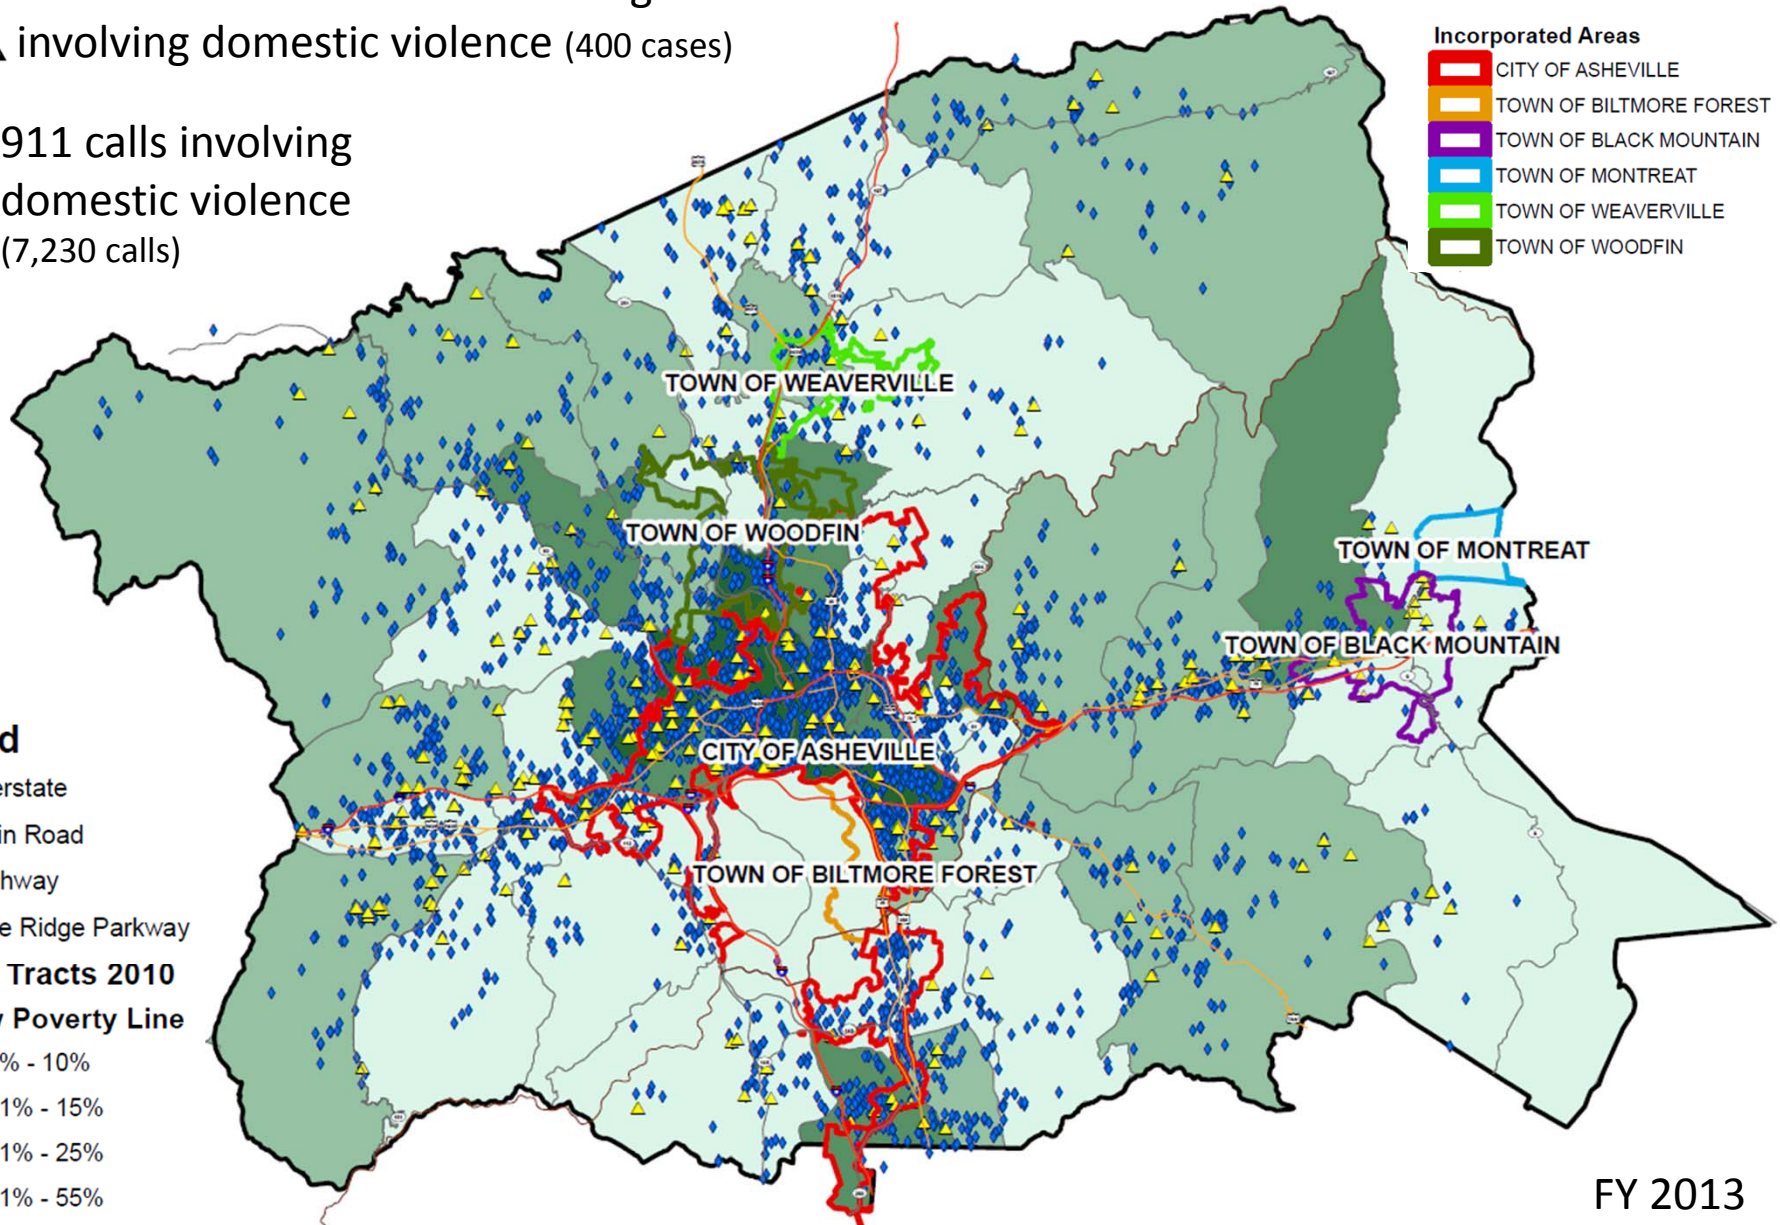 involving domestic violence (400 cases)
911 calls involving
domestic violence
(7,230 calls)
Incorporated Areas
CITY OF ASHEVILLE
TOWN OF BILTMORE FOREST
TOWN OF BLACK MOUNTAIN
TOWN OF MONTREAT
TOWN OF WEAVERVILLE
TOWN OF WOODFIN
TOWN OF WEAVERVILLE
TOWN OF WOODFIN
TOWN OF MONTREAT
TOWN OF BLACK MOUNTAIN
CITY OF ASHEVILLE
TOWN OF BILTMORE FOREST
d
erstate
in Road
hway
e Ridge Parkway
Tracts 2010
y Poverty Line
% - 10%
1% - 15%
1% - 25%
1% - 55%
FY 2013